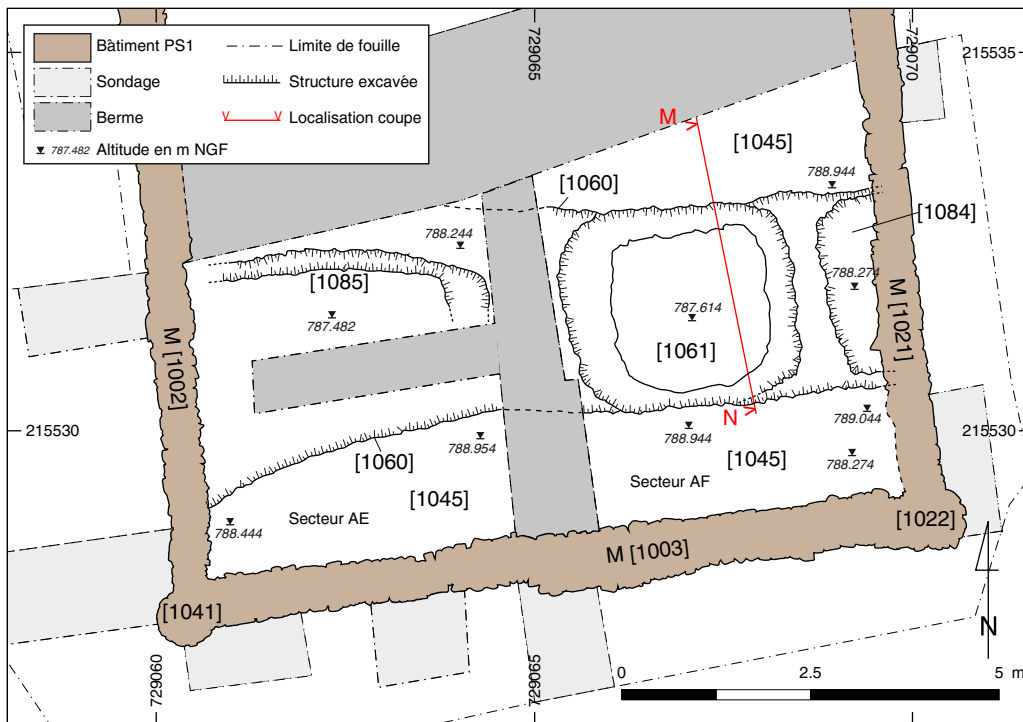 Bâtiment PS1
Sondage
Berme
787.482 Altitude en m NGF
Limite de fouille
Structure excavée
Localisation coupe
729065
729070
215535
M
[1045]
788.944
[1060]
[1084]
788.244
788.274
[1085]
787.482
787.614
[1061]
M [1002]
M [1021]
N
789.044
215530
215530
788.944
788.954
[1060]
[1045]
788.274
[1045]
Secteur AF
Secteur AE
788.444
[1022]
M [1003]
[1041]
N
729060
729065
0 2.5 5 m